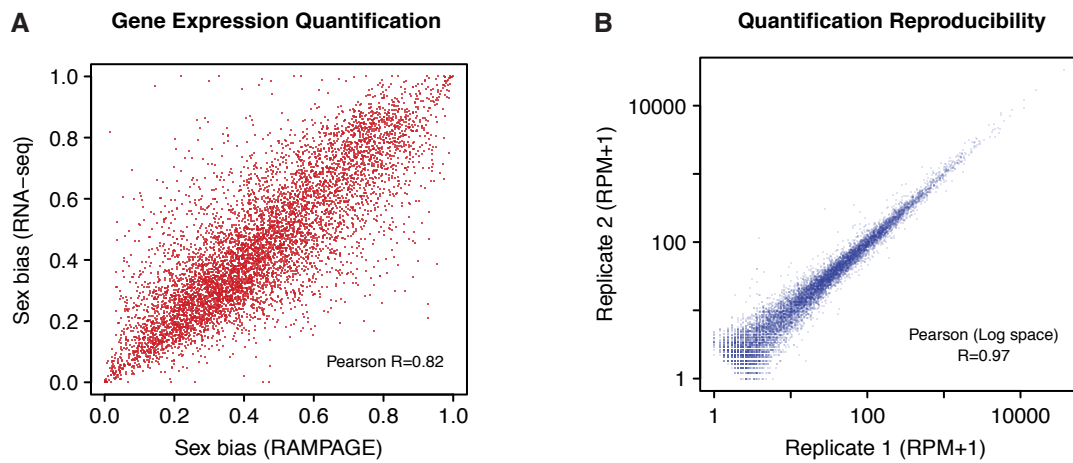 A
Gene Expression Quantification
Sex bias (RNA−seq)
1.0
0.8
0.6
0.4
0.2
0.0
Pearson R=0.82
0.0 0.2 0.4 0.6 0.8 1.0
Sex bias (RAMPAGE)
B
Quantification Reproducibility
Replicate 2 (RPM+1)
10000
100
1
Pearson (Log space)
R=0.97
1 100 10000
Replicate 1 (RPM+1)